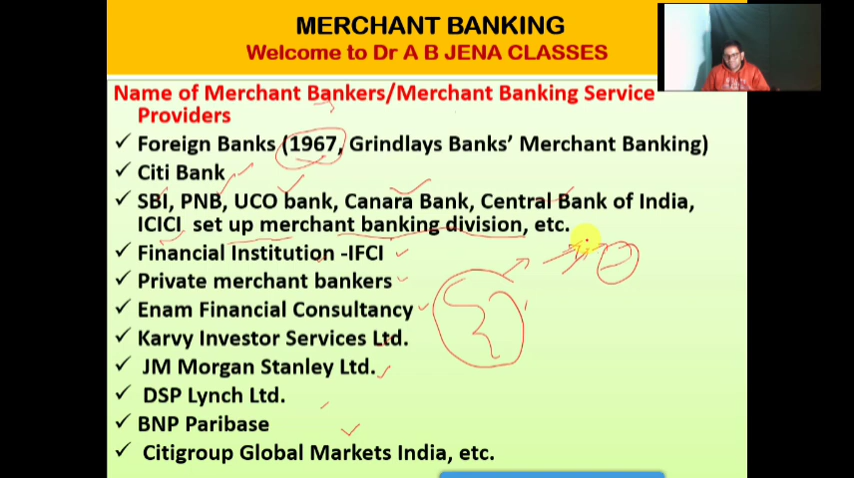 MERCHANT BANKING
Welcome to Dr A B JENA CLASSES
Name of Merchant Bankers/Merchant Banking Service
Providers
✓ Foreign Banks (1967, Grindlays Banks’ Merchant Banking)
✓ Citi Bank
✓ SBI, PNB, UCO bank, Canara Bank, Central Bank of India,
ICICI set up merchant banking division, etc.
✓ Financial Institution -IFCI
✓ Private merchant bankers
✓ Enam Financial Consultancy
✓ Karvy Investor Services Ltd.
✓ JM Morgan Stanley Ltd.
✓ DSP Lynch Ltd.
✓ BNP Paribase
✓ Citigroup Global Markets India, etc.